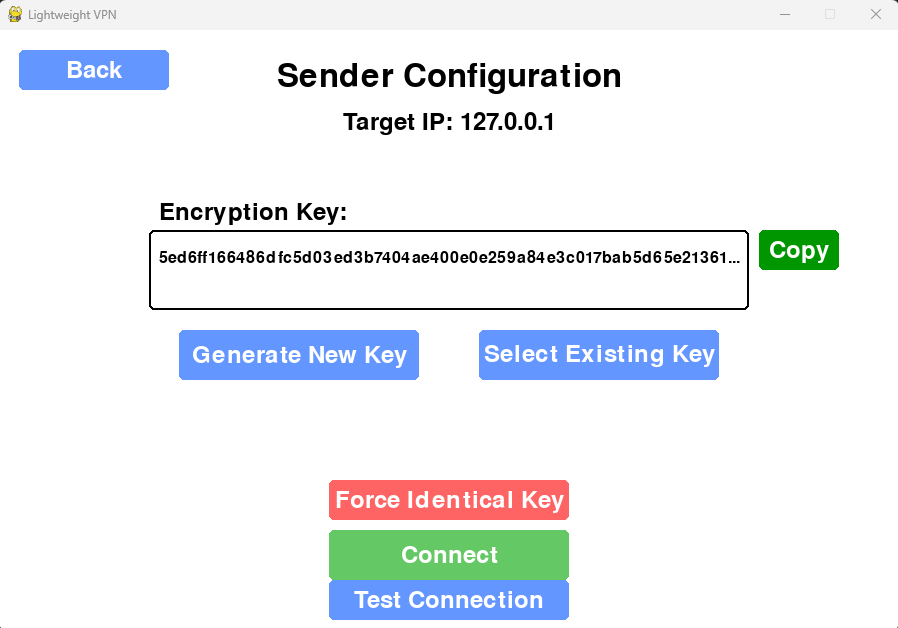 Lightweight VPN
Back
Sender Configuration
Target IP: 127.0.0.1
Encryption Key:
5ed6ff166486dfc5d03ed3b7404ae400e0e259a84e3c017bab5d65e21361...
Copy
Generate New Key
Select Existing Key
Force Identical Key
Connect
Test Connection